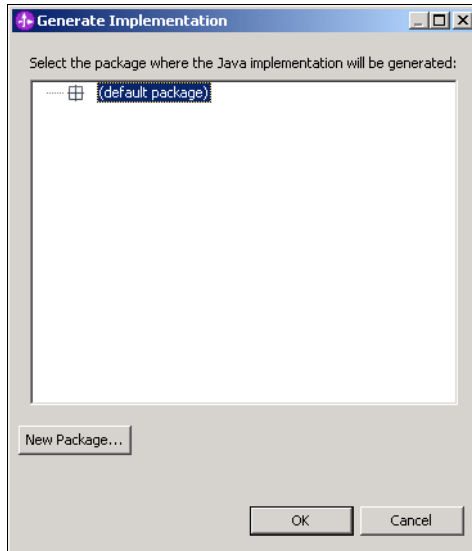 Generate Implementation
Select the package where the Java implementation will be generated:
(default package)
New Package...
OK
Cancel